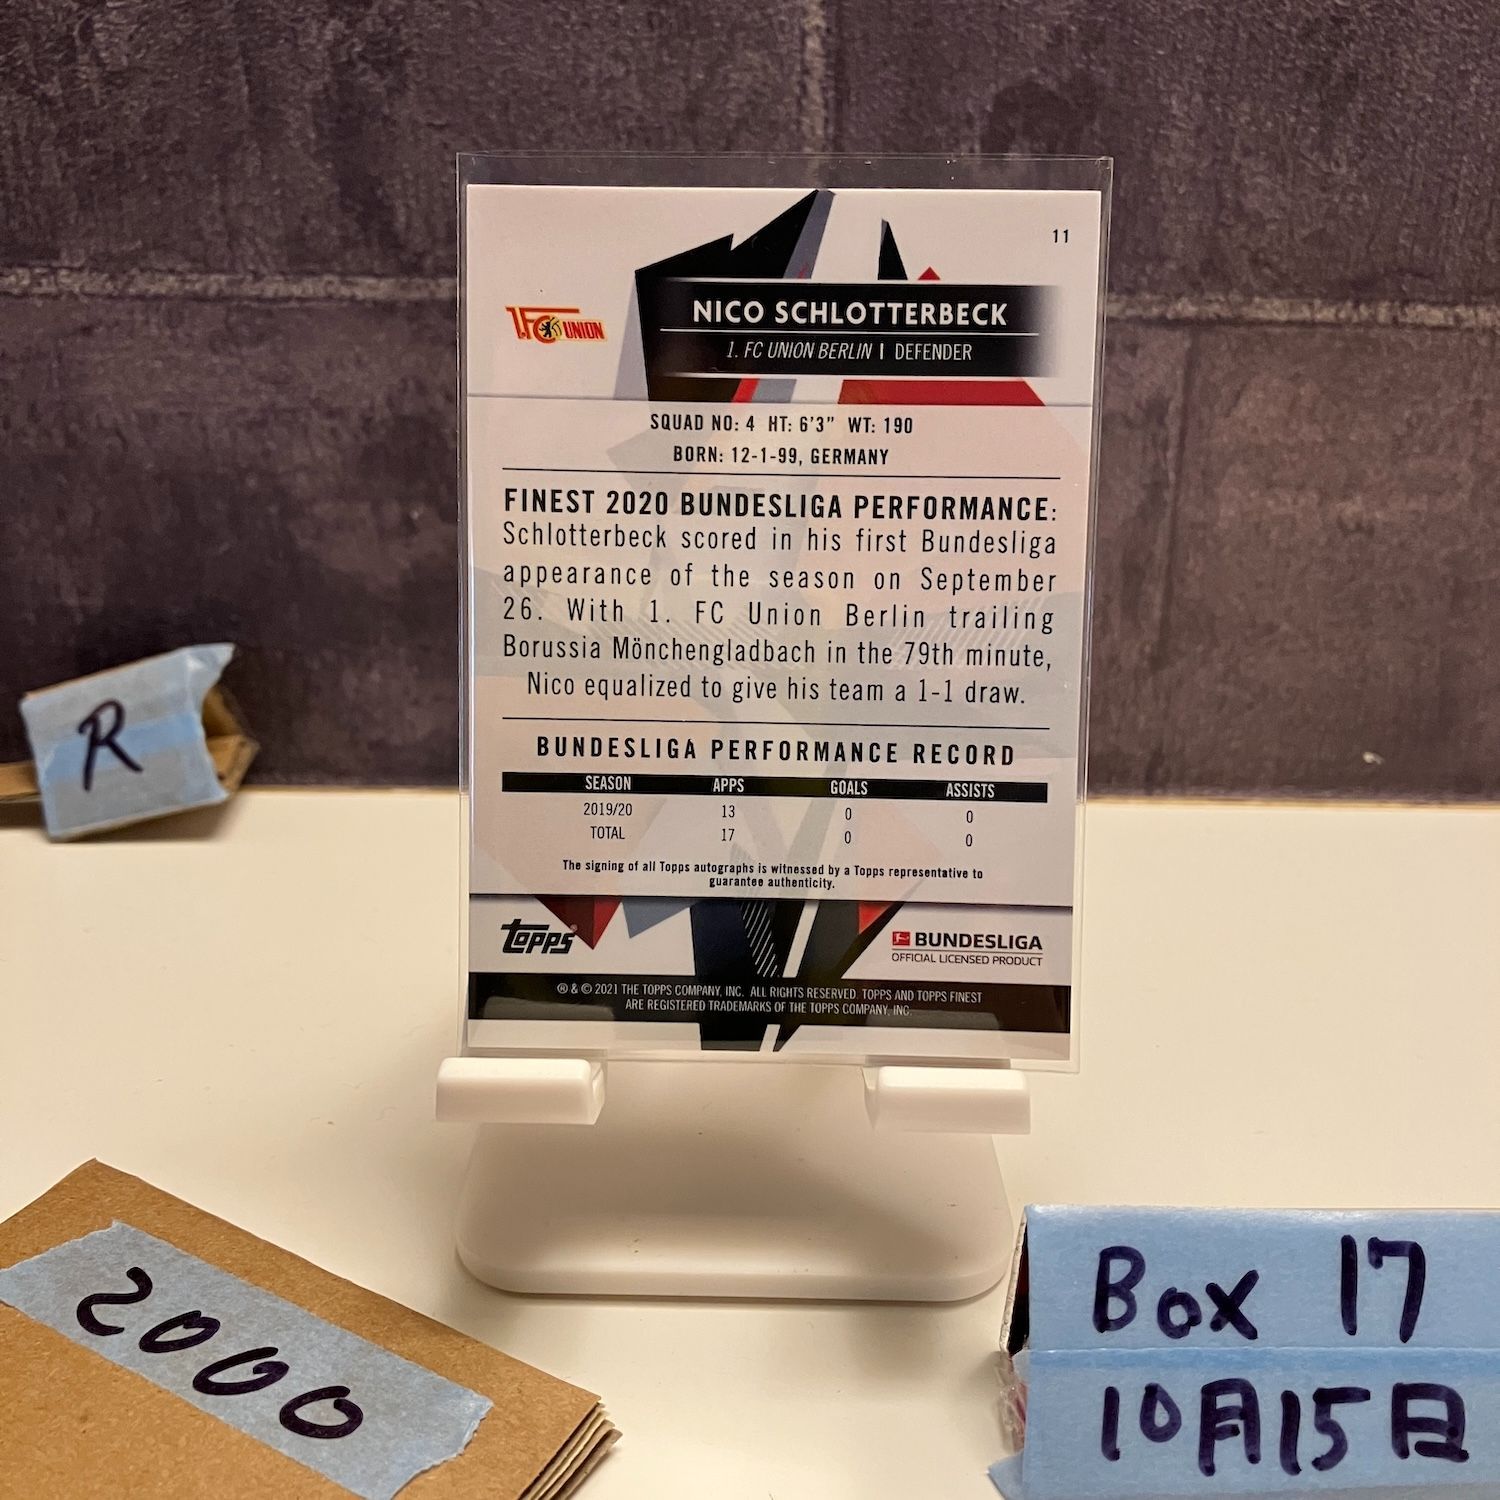 11
1.FC UNION
NICO SCHLOTTERBECK
1. FC UNION BERLIN | DEFENDER
SQUAD NO: 4 HT: 6'3" WT: 190
BORN: 12-1-99, GERMANY
FINEST 2020 BUNDESLIGA PERFORMANCE:
Schlotterbeck scored in his first Bundesliga
appearance of the season on September
26. With 1. FC Union Berlin trailing
Borussia Mönchengladbach in the 79th minute,
Nico equalized to give his team a 1-1 draw.
BUNDESLIGA PERFORMANCE RECORD
SEASON APPS GOALS ASSISTS
2019/20 13 0 0
TOTAL 17 0 0
The signing of all Topps autographs is witnessed by a Topps representative to
guarantee authenticity.
topps®
BUNDESLIGA
OFFICIAL LICENSED PRODUCT
® & © 2021 THE TOPPS COMPANY, INC. ALL RIGHTS RESERVED. TOPPS AND TOPPS FINEST
ARE REGISTERED TRADEMARKS OF THE TOPPS COMPANY, INC.
R
2000
Box 17
10月15日